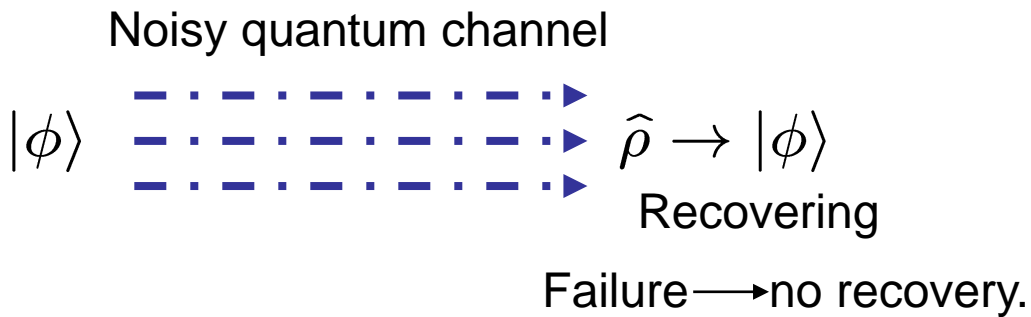 Noisy quantum channel
|ϕ⟩ ρ̂ → |ϕ⟩
Recovering
Failure⟶no recovery.